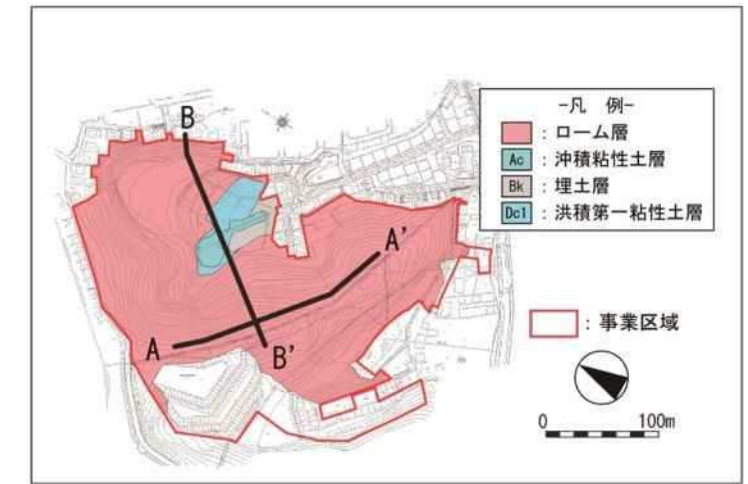 B
A'
A
B'
-凡 例-
: ローム層
Ac : 沖積粘性土層
Bk : 埋土層
Dc1 : 洪積第一粘性土層
: 事業区域
0 100m